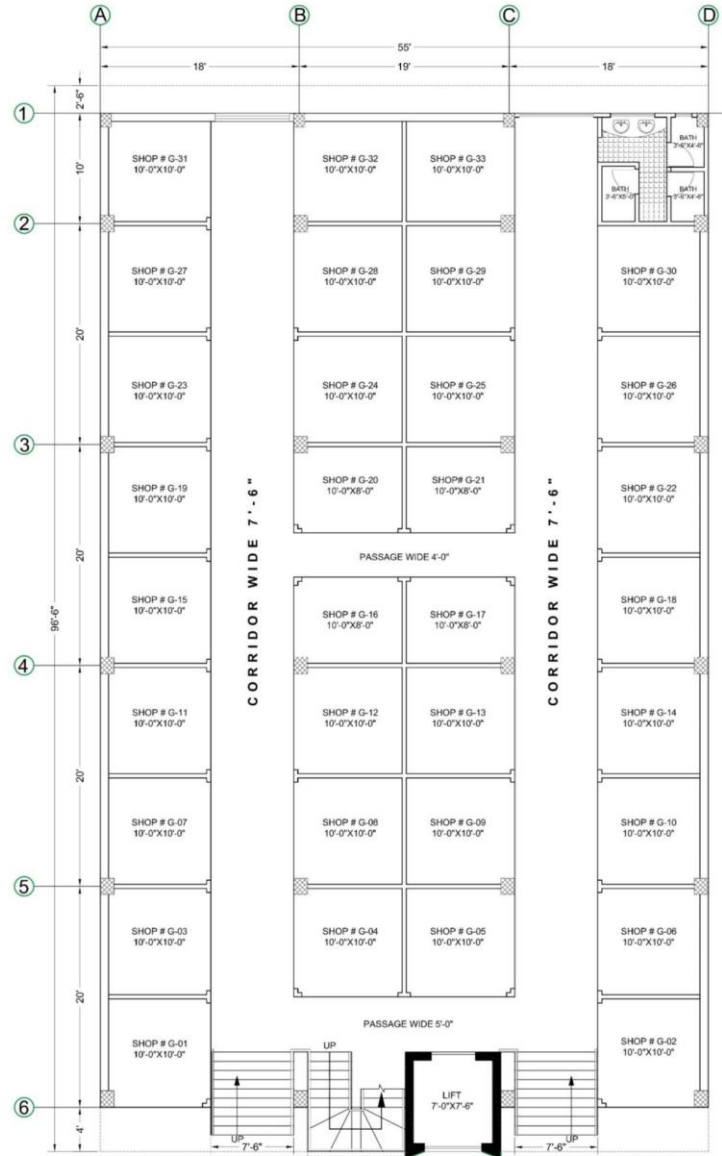 A
B
C
D
55'
18'
19'
18'
2'-6"
1
10'
SHOP # G-31
10'-0"X10'-0"
SHOP # G-32
10'-0"X10'-0"
SHOP # G-33
10'-0"X10'-0"
BATH
3'-6"X4'-6"
BATH
3'-6"X5'-0"
BATH
3'-6"X4'-6"
2
SHOP # G-27
10'-0"X10'-0"
SHOP # G-28
10'-0"X10'-0"
SHOP # G-29
10'-0"X10'-0"
SHOP # G-30
10'-0"X10'-0"
20'
SHOP # G-23
10'-0"X10'-0"
SHOP # G-24
10'-0"X10'-0"
SHOP # G-25
10'-0"X10'-0"
SHOP # G-26
10'-0"X10'-0"
3
SHOP # G-19
10'-0"X10'-0"
SHOP # G-20
10'-0"X8'-0"
SHOP# G-21
10'-0"X8'-0"
SHOP # G-22
10'-0"X10'-0"
20'
CORRIDOR WIDE 7'-6"
PASSAGE WIDE 4'-0"
CORRIDOR WIDE 7'-6"
96'-6"
SHOP # G-15
10'-0"X10'-0"
SHOP # G-16
10'-0"X8'-0"
SHOP # G-17
10'-0"X8'-0"
SHOP # G-18
10'-0"X10'-0"
4
SHOP # G-11
10'-0"X10'-0"
SHOP # G-12
10'-0"X10'-0"
SHOP # G-13
10'-0"X10'-0"
SHOP # G-14
10'-0"X10'-0"
20'
SHOP # G-07
10'-0"X10'-0"
SHOP # G-08
10'-0"X10'-0"
SHOP # G-09
10'-0"X10'-0"
SHOP # G-10
10'-0"X10'-0"
5
SHOP # G-03
10'-0"X10'-0"
SHOP # G-04
10'-0"X10'-0"
SHOP # G-05
10'-0"X10'-0"
SHOP # G-06
10'-0"X10'-0"
20'
PASSAGE WIDE 5'-0"
SHOP # G-01
10'-0"X10'-0"
UP
LIFT
7'-0"X7'-6"
SHOP # G-02
10'-0"X10'-0"
6
4'
UP
7'-6"
UP
7'-6"